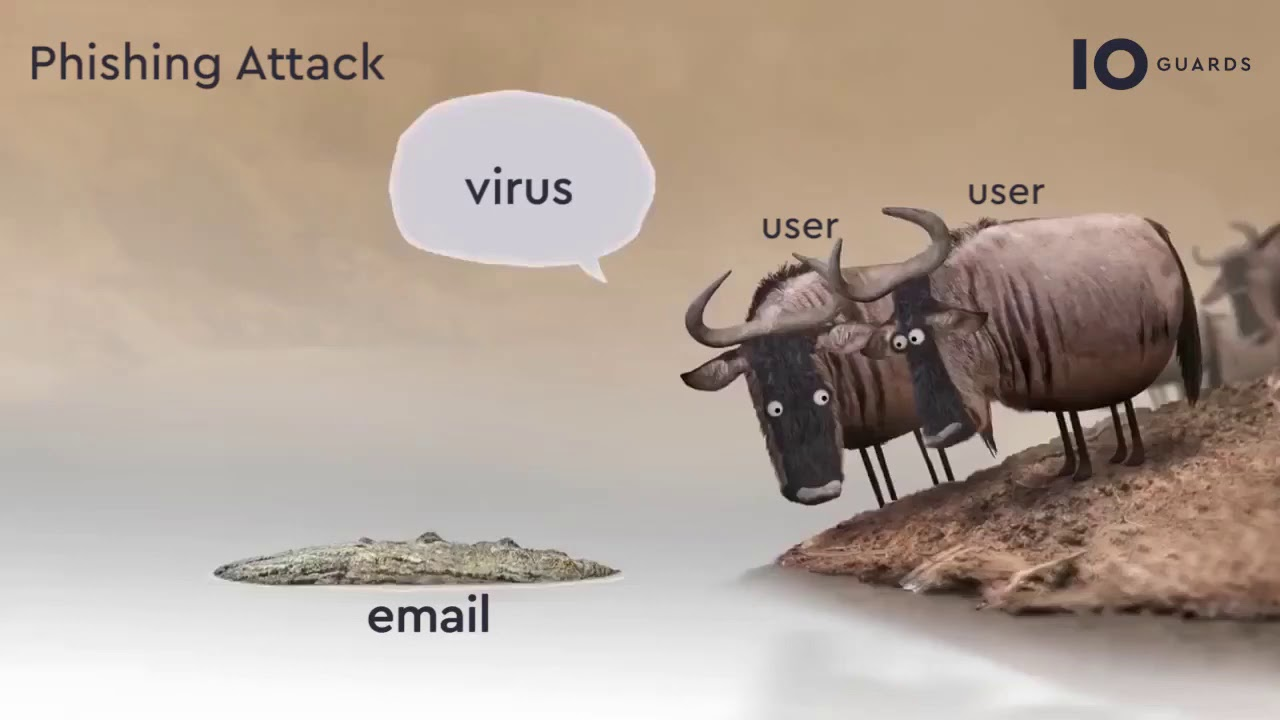 Phishing Attack
IO GUARDS
virus
user
user
email